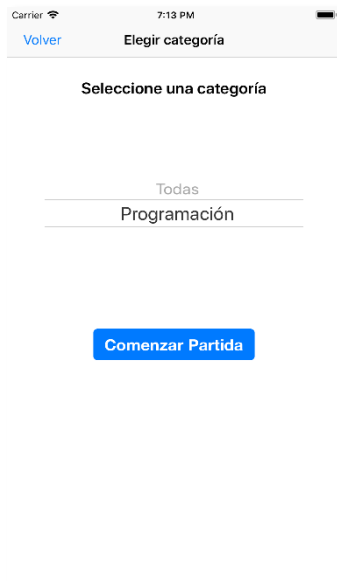 Carrier 7:13 PM
Volver Elegir categoría
Seleccione una categoría
Todas
Programación
Comenzar Partida